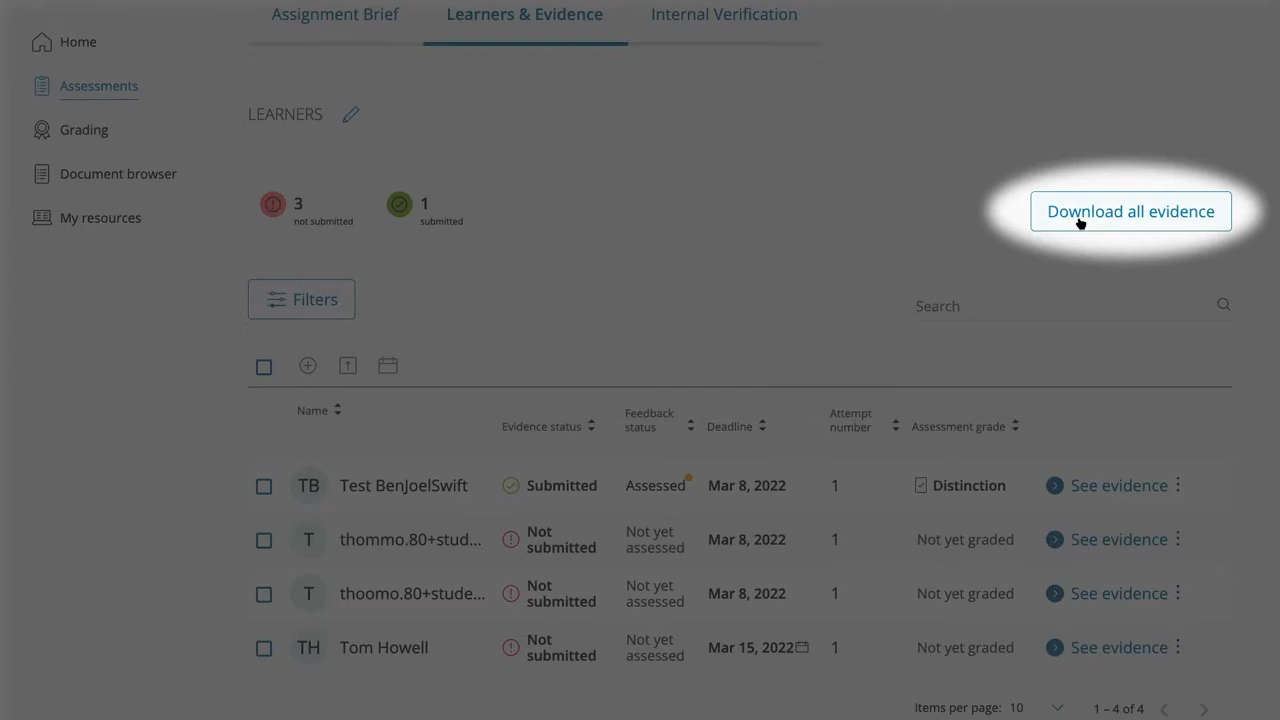 Assignment Brief
Learners & Evidence
Internal Verification
Home
Assessments
Grading
Document browser
My resources
LEARNERS
3
not submitted
1
submitted
Download all evidence
Filters
Search
Name
Evidence status
Feedback
status
Deadline
Attempt
number
Assessment grade
TB Test BenJoelSwift Submitted Assessed Mar 8, 2022 1 Distinction See evidence
T thommo.80+stud... Not
submitted Not yet
assessed Mar 8, 2022 1 Not yet graded See evidence
T thoomo.80+stude... Not
submitted Not yet
assessed Mar 8, 2022 1 Not yet graded See evidence
TH Tom Howell Not
submitted Not yet
assessed Mar 15, 2022 1 Not yet graded See evidence
Items per page: 10 1 – 4 of 4